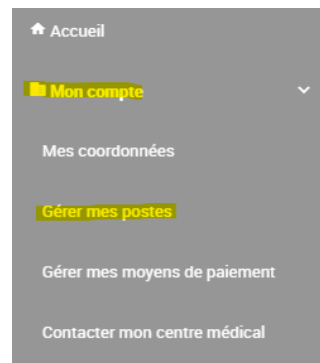 Accueil
Mon compte
Mes coordonnées
Gérer mes postes
Gérer mes moyens de paiement
Contacter mon centre médical